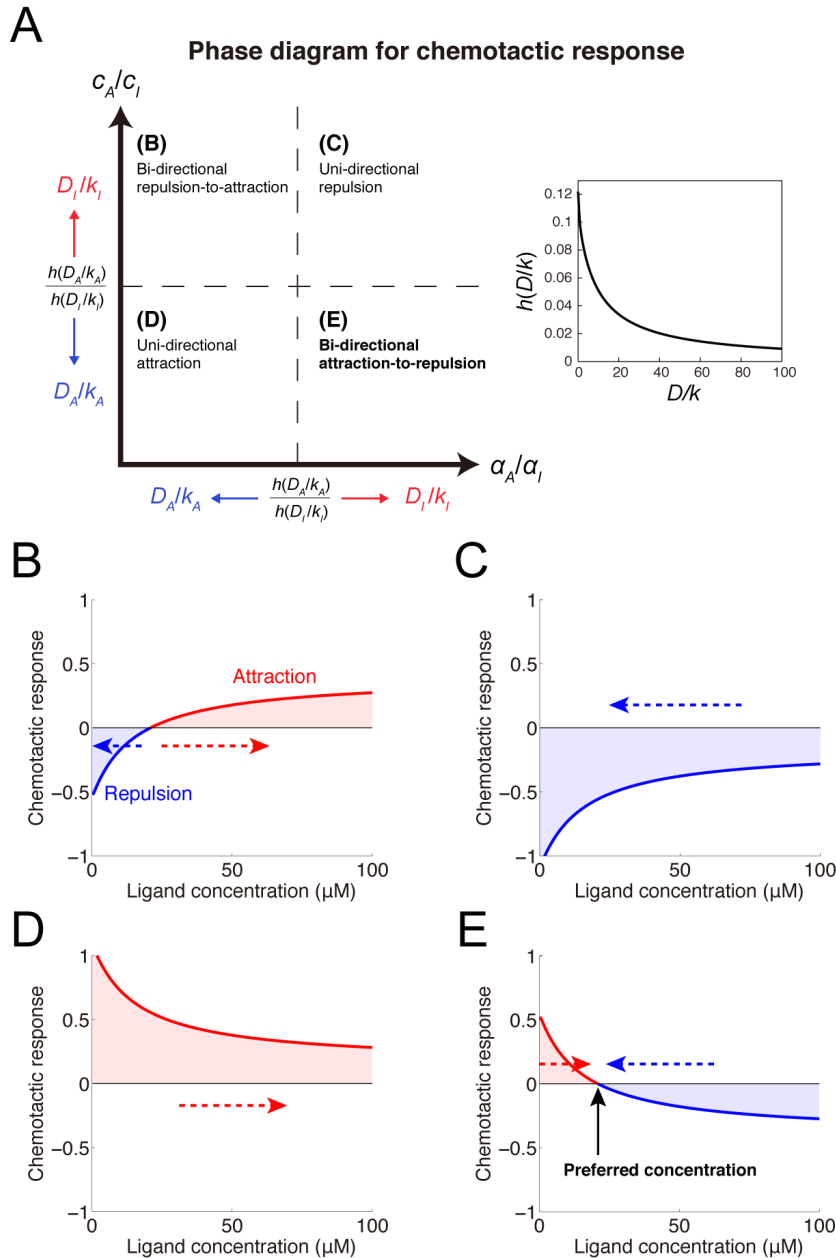 A
Phase diagram for chemotactic response
c_A/c_I
(B)
Bi-directional
repulsion-to-attraction
(C)
Uni-directional
repulsion
D_I/k_I
h(D_A/k_A)
h(D_I/k_I)
D_A/k_A
(D)
Uni-directional
attraction
(E)
Bi-directional
attraction-to-repulsion
α_A/α_I
D_A/k_A
h(D_A/k_A)
h(D_I/k_I)
D_I/k_I
h(D/k)
0.12
0.1
0.08
0.06
0.04
0.02
0
0 20 40 60 80 100
D/k
B
Chemotactic response
1
0.5
0
−0.5
−1
Attraction
Repulsion
0 50 100
Ligand concentration (μM)
C
Chemotactic response
1
0.5
0
−0.5
−1
0 50 100
Ligand concentration (μM)
D
Chemotactic response
1
0.5
0
−0.5
−1
0 50 100
Ligand concentration (μM)
E
Chemotactic response
1
0.5
0
−0.5
−1
Preferred concentration
0 50 100
Ligand concentration (μM)